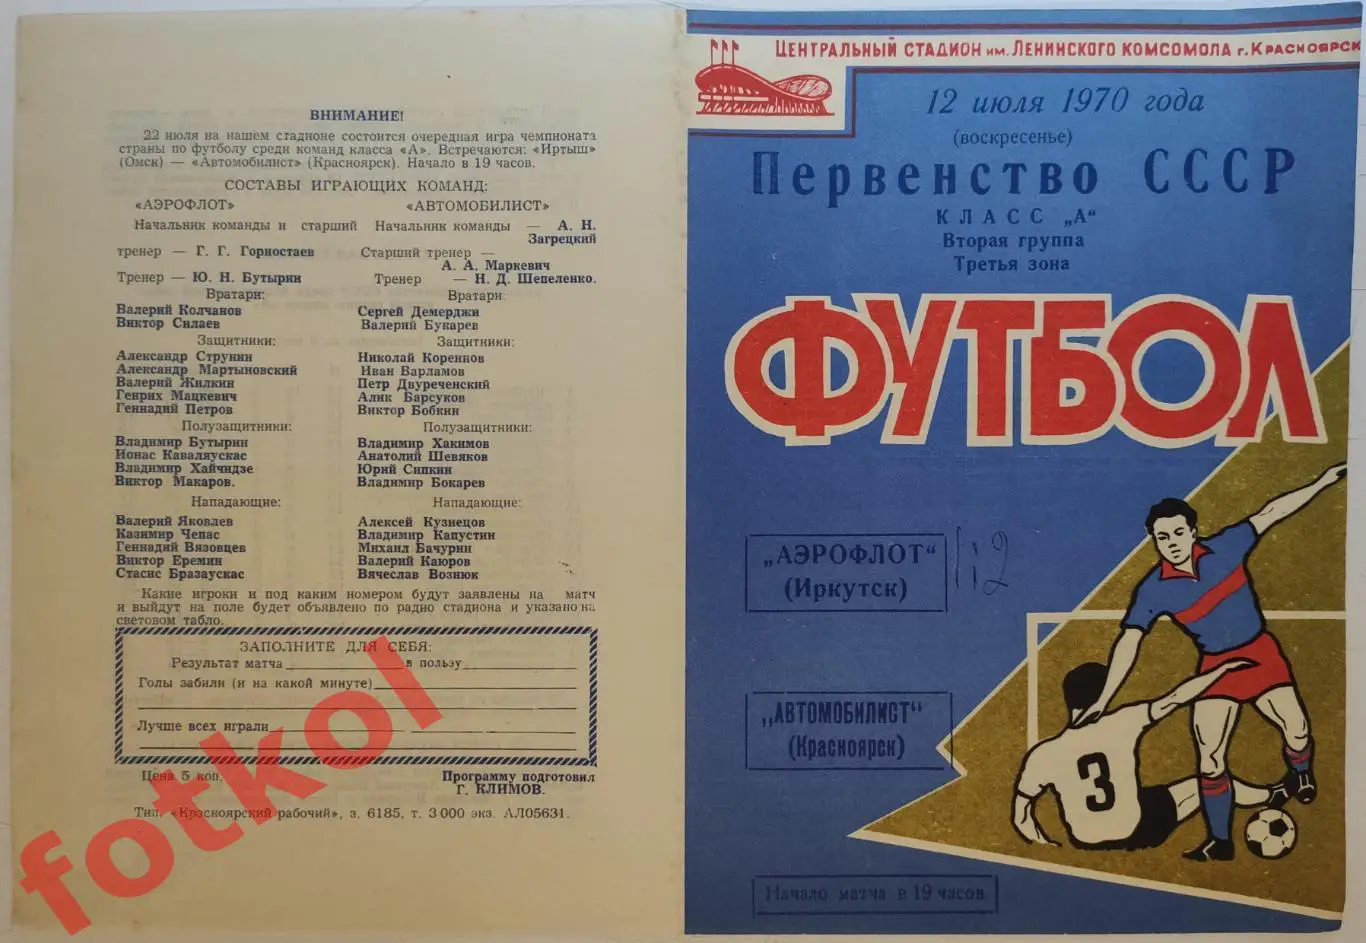 ВНИМАНИЕ!
22 июля на нашем стадионе состоится очередная игра чемпионата
страны по футболу среди команд класса «А». Встречаются: «Иртыш»
(Омск) — «Автомобилист» (Красноярск). Начало в 19 часов.
СОСТАВЫ ИГРАЮЩИХ КОМАНД:
«АЭРОФЛОТ»
Начальник команды и старший
тренер — Г. Г. Горностаев
Тренер — Ю. Н. Бутырин
Вратари:
Валерий Колчанов
Виктор Силаев
Защитники:
Александр Струнин
Александр Мартыновский
Валерий Жилкин
Генрих Мацкевич
Геннадий Петров
Полузащитники:
Владимир Бутырин
Ионас Каваляускас
Владимир Хайчидзе
Виктор Макаров.
Нападающие:
Валерий Яковлев
Казимир Чепас
Геннадий Вязовцев
Виктор Еремин
Стасис Бразаускас
«АВТОМОБИЛИСТ»
Начальник команды — А. Н.
Загрецкий
Старший тренер —
А. А. Маркевич
Тренер — Н. Д. Шепеленко.
Вратари:
Сергей Демерджи
Валерий Букарев
Защитники:
Николай Кореннов
Иван Варламов
Петр Двуреченский
Алик Барсуков
Виктор Бобкин
Полузащитники:
Владимир Хакимов
Анатолий Шевяков
Юрий Сипкин
Владимир Бокарев
Нападающие:
Алексей Кузнецов
Владимир Капустин
Михаил Бачурин
Валерий Каюров
Вячеслав Вознюк
Какие игроки и под каким номером будут заявлены на матч
и выйдут на поле будет объявлено по радио стадиона и указано на
световом табло.
ЗАПОЛНИТЕ ДЛЯ СЕБЯ:
Результат матча в пользу
Голы забили (и на какой минуте)
Лучше всех играли
Цена 5 коп.
Программу подготовил
Г. КЛИМОВ.
Тип. «Красноярский рабочий», з. 6185, т. 3 000 экз. АЛ05631.
fotkol
ЦЕНТРАЛЬНЫЙ СТАДИОН ИМ. ЛЕНИНСКОГО КОМСОМОЛА Г. КРАСНОЯРСК
12 июля 1970 года
(воскресенье)
Первенство СССР
КЛАСС „А“
Вторая группа
Третья зона
ФУТБОЛ
„АЭРОФЛОТ“
(Иркутск)
1:2
„АВТОМОБИЛИСТ“
(Красноярск)
3
Начало матча в 19 часов